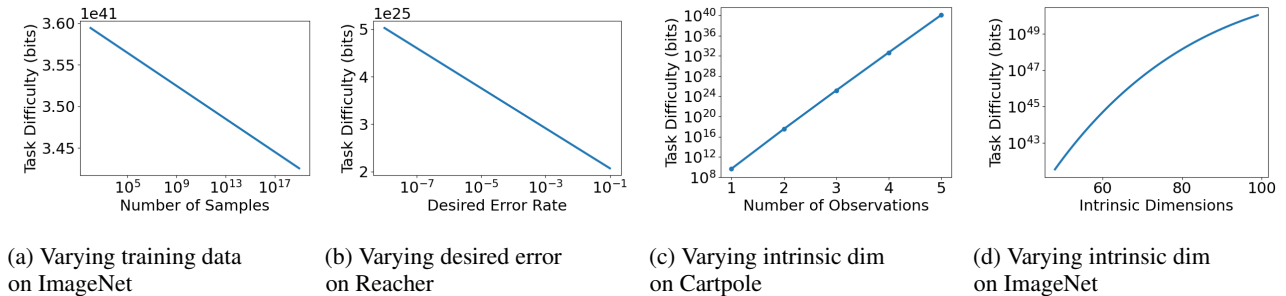 1e41
3.60
3.55
3.50
3.45
Task Difficulty (bits)
10^5
10^9
10^13
10^17
Number of Samples
(a) Varying training data
on ImageNet
1e25
5
4
3
2
Task Difficulty (bits)
10^-7
10^-5
10^-3
10^-1
Desired Error Rate
(b) Varying desired error
on Reacher
10^40
10^36
10^32
10^28
10^24
10^20
10^16
10^12
10^8
Task Difficulty (bits)
1
2
3
4
5
Number of Observations
(c) Varying intrinsic dim
on Cartpole
10^49
10^47
10^45
10^43
Task Difficulty (bits)
60
80
100
Intrinsic Dimensions
(d) Varying intrinsic dim
on ImageNet